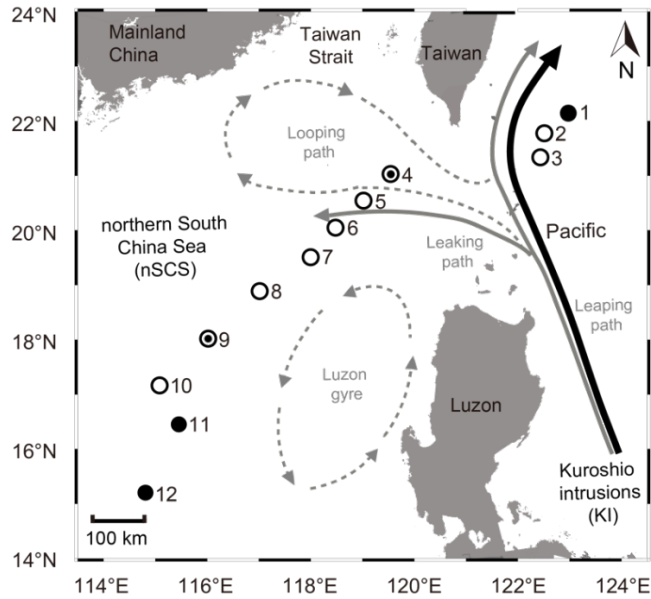 24°N
22°N
20°N
18°N
16°N
14°N
114°E
116°E
118°E
120°E
122°E
124°E
Mainland
China
Taiwan
Strait
Taiwan
N
Looping
path
1
2
3
4
5
6
7
8
9
10
11
12
northern South
China Sea
(nSCS)
Pacific
Leaking
path
Leaping
path
Luzon
gyre
Luzon
Kuroshio
intrusions
(KI)
100 km